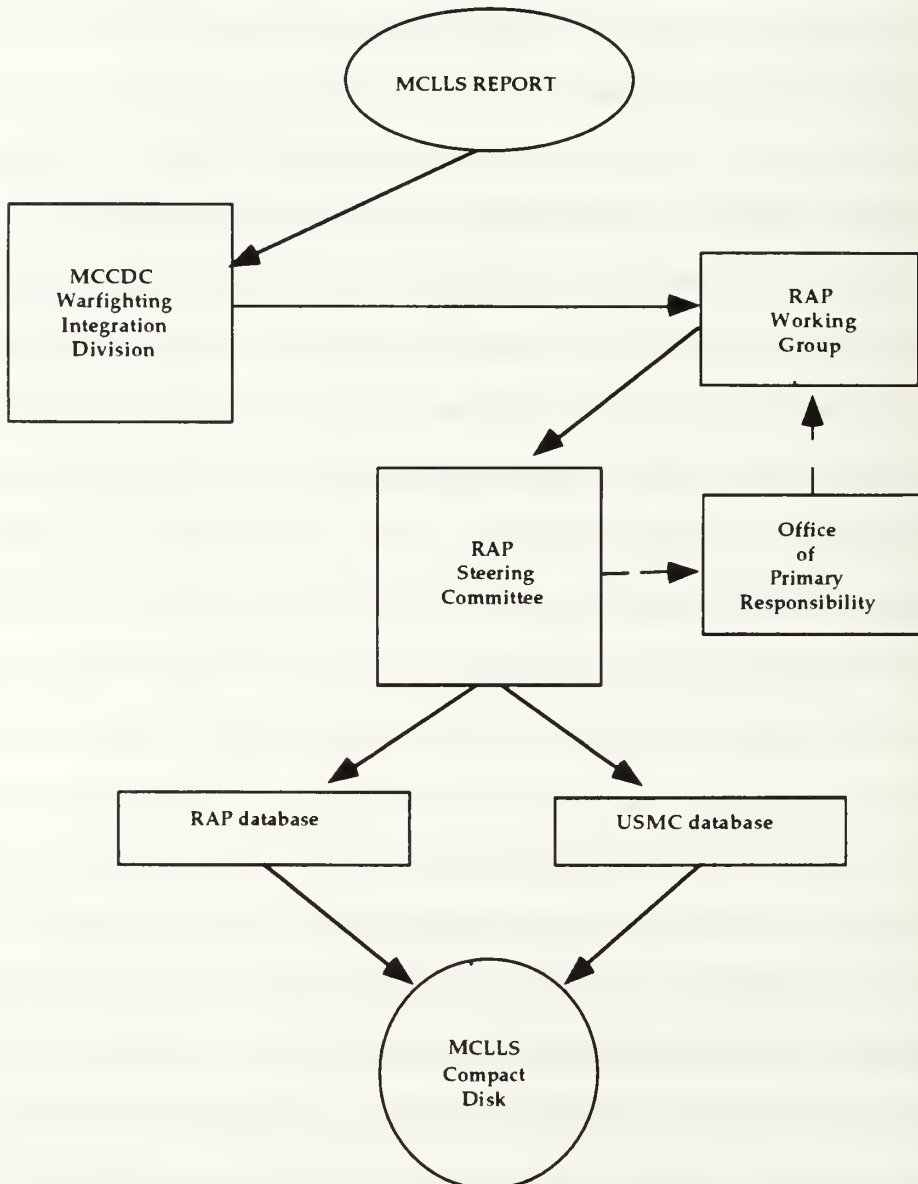 MCLLS REPORT
MCCDC
Warfighting
Integration
Division
RAP
Working
Group
RAP
Steering
Committee
Office
of
Primary
Responsibility
RAP database
USMC database
MCLLS
Compact
Disk